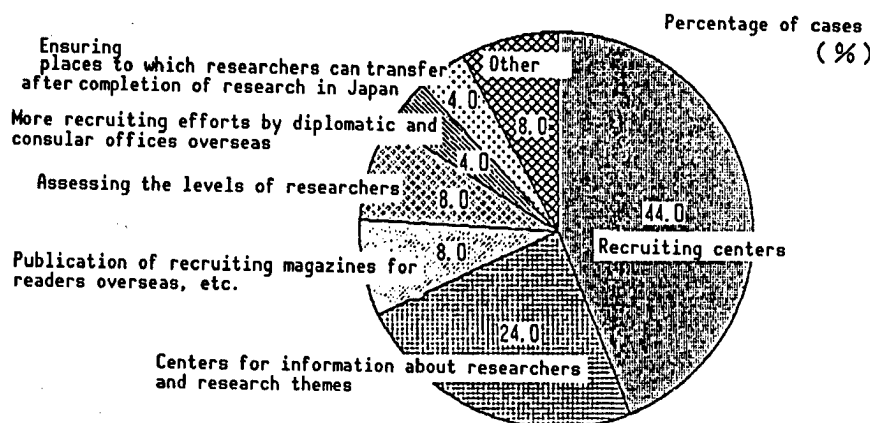 Percentage of cases
(%)
Ensuring
places to which researchers can transfer
after completion of research in Japan
4.0
Other
8.0
More recruiting efforts by diplomatic and
consular offices overseas
4.0
Assessing the levels of researchers
8.0
44.0
Recruiting centers
Publication of recruiting magazines for
readers overseas, etc.
8.0
24.0
Centers for information about researchers
and research themes